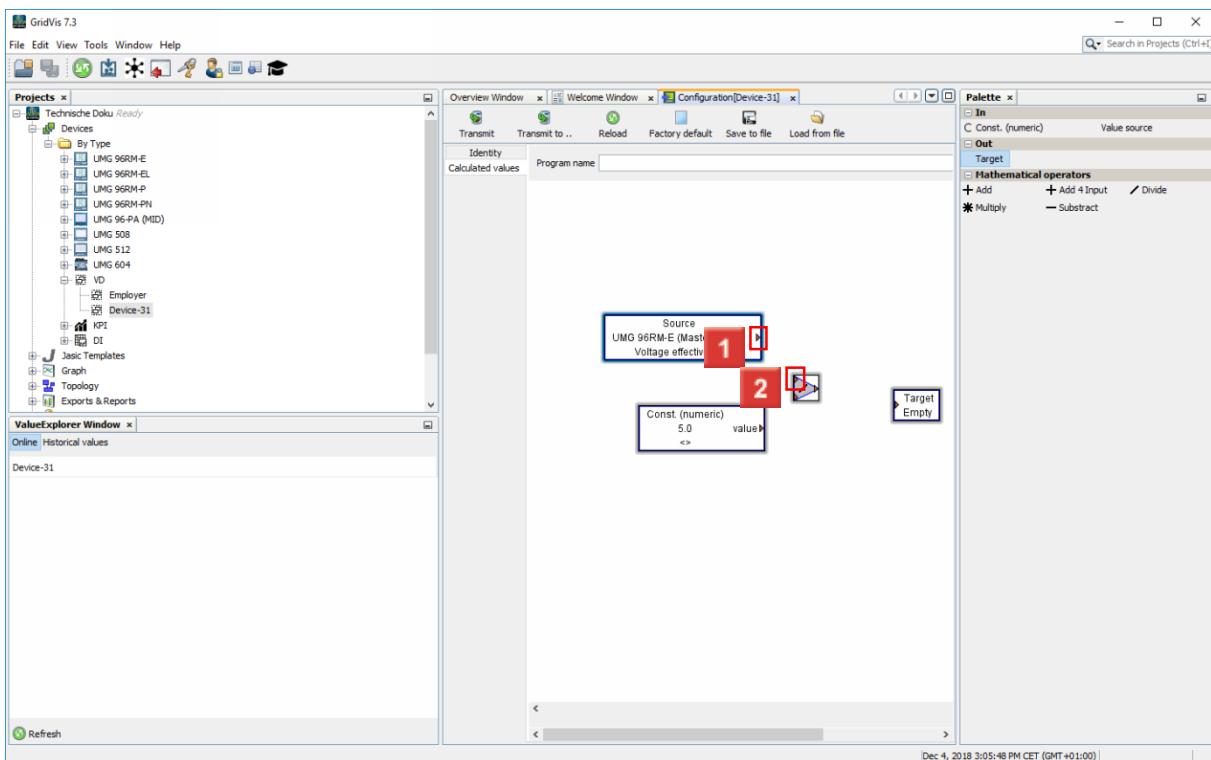 GridVis 7.3
File Edit View Tools Window Help
Search in Projects (Ctrl+I)
Projects
Technische Doku Ready
Devices
By Type
UMG 96RM-E
UMG 96RM-EL
UMG 96RM-P
UMG 96RM-PN
UMG 96-PA (MID)
UMG 508
UMG 512
UMG 604
VD
Employer
Device-31
KPI
DI
Jasic Templates
Graph
Topology
Exports & Reports
ValueExplorer Window
Online Historical values
Device-31
Refresh
Overview Window Welcome Window Configuration[Device-31]
Transmit Transmit to .. Reload Factory default Save to file Load from file
Identity
Calculated values
Program name
Source
UMG 96RM-E (Mast
Voltage effectiv
1
2
Const. (numeric)
5.0 value
<>
Target
Empty
Palette
In
C Const. (numeric) Value source
Out
Target
Mathematical operators
Add Add 4 Input Divide
Multiply Substract
Dec 4, 2018 3:05:48 PM CET (GMT+01:00)